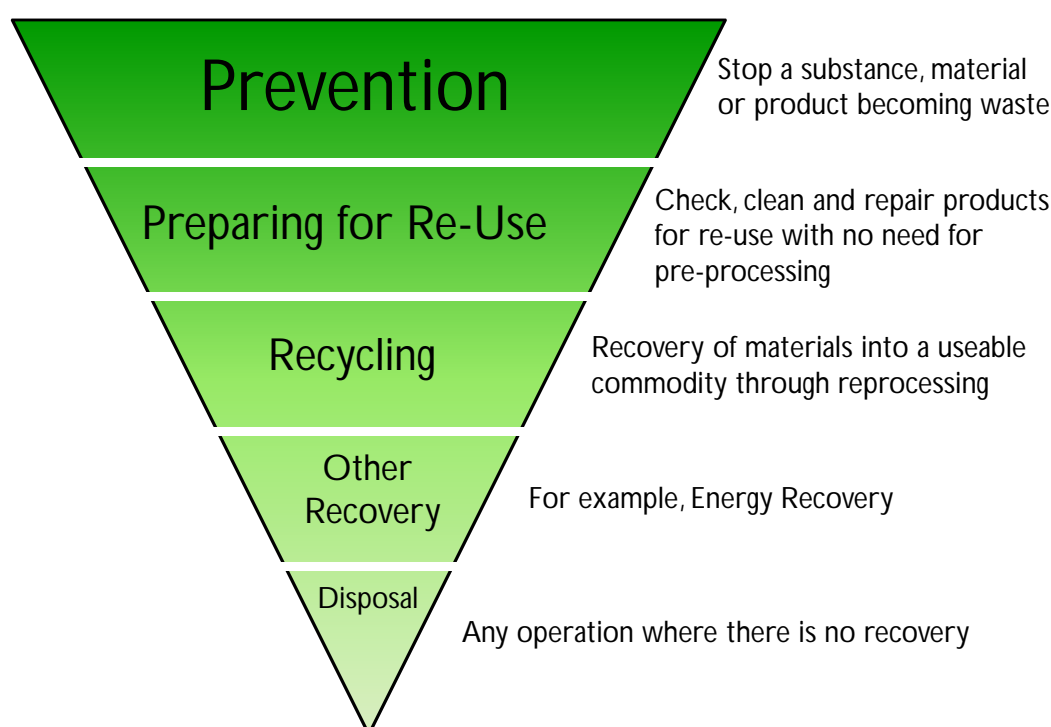 Prevention
Stop a substance, material
or product becoming waste
Preparing for Re-Use
Check, clean and repair products
for re-use with no need for
pre-processing
Recycling
Recovery of materials into a useable
commodity through reprocessing
Other
Recovery
For example, Energy Recovery
Disposal
Any operation where there is no recovery